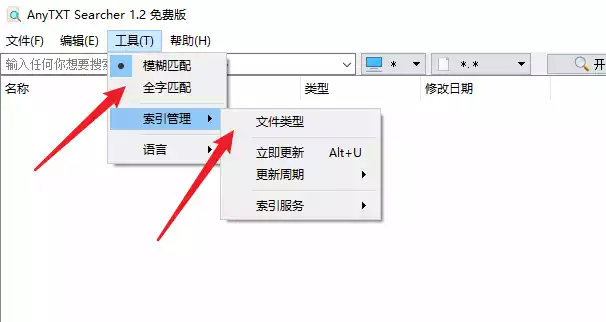 AnyTXT Searcher 1.2 免费版
文件(F) 编辑(E) 工具(T) 帮助(H)
输入任何你想要搜索
* *.* 开
名称 类型 修改日期
模糊匹配
全字匹配
索引管理
语言
文件类型
立即更新 Alt+U
更新周期
索引服务